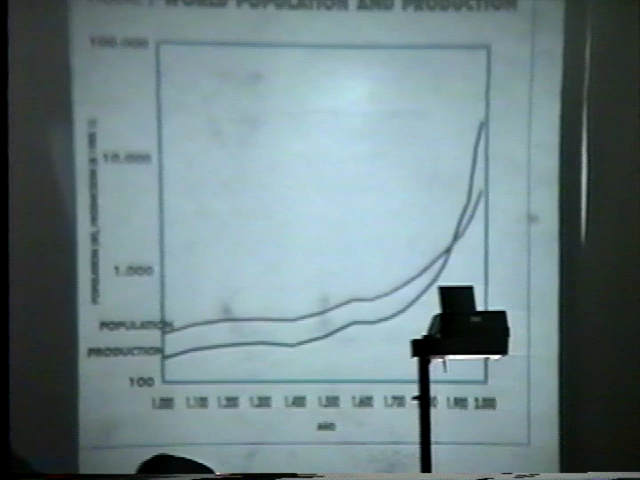 WORLD POPULATION AND PRODUCTION
100.000
10.000
1.000
POPULATION
PRODUCTION
100
1.000 1.100 1.200 1.300 1.400 1.500 1.600 1.700 1.900 2.000
año